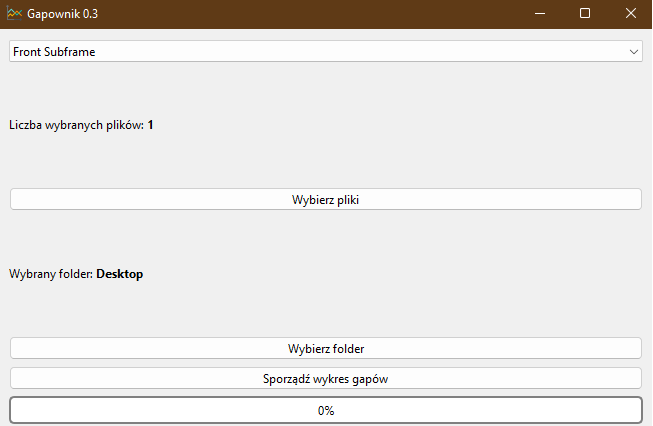 Gapownik 0.3
Front Subframe
Liczba wybranych plików: 1
Wybierz pliki
Wybrany folder: Desktop
Wybierz folder
Sporządź wykres gapów
0%